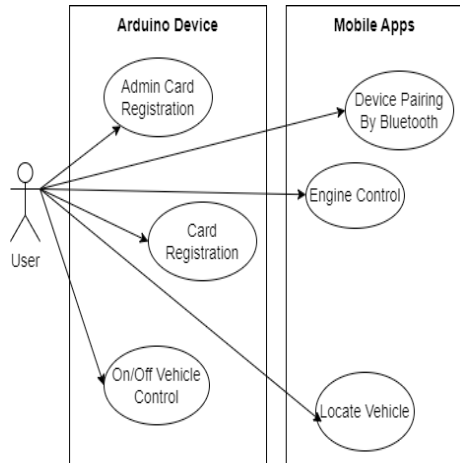 Arduino Device
Mobile Apps
Admin Card
Registration
Device Pairing
By Bluetooth
Engine Control
User
Card
Registration
On/Off Vehicle
Control
Locate Vehicle